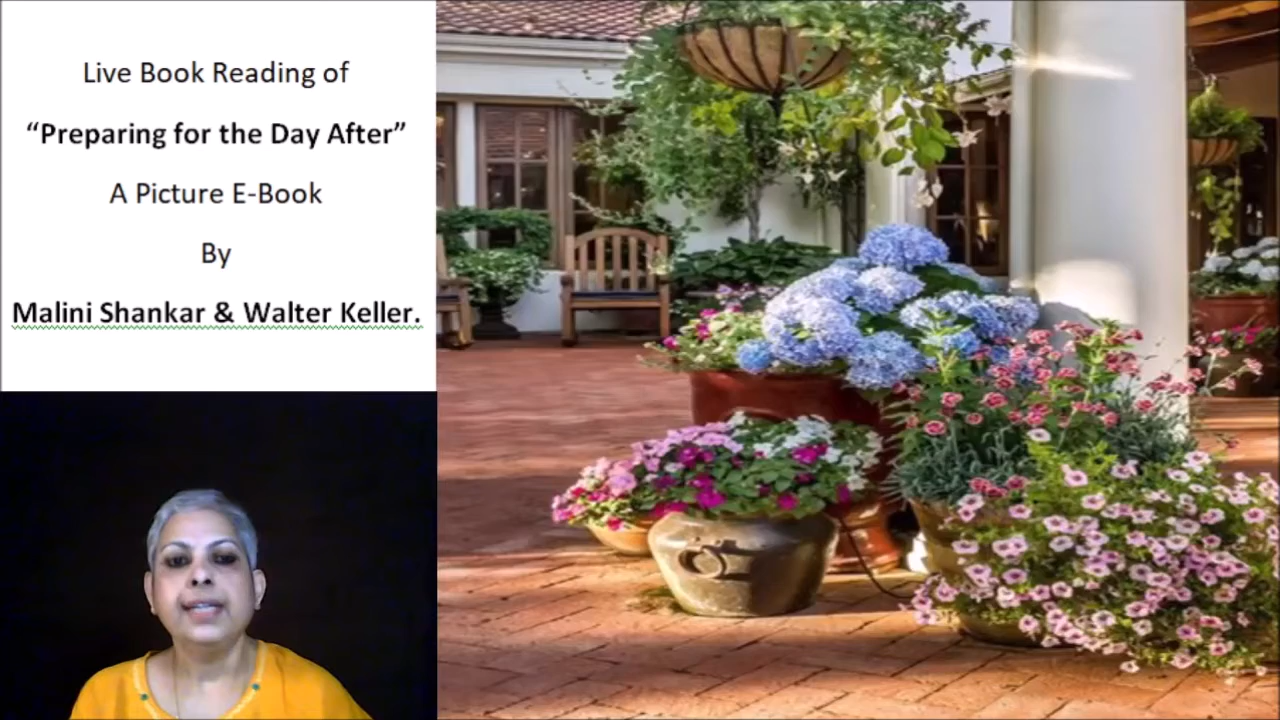 Live Book Reading of
“Preparing for the Day After”
A Picture E-Book
By
Malini Shankar & Walter Keller.